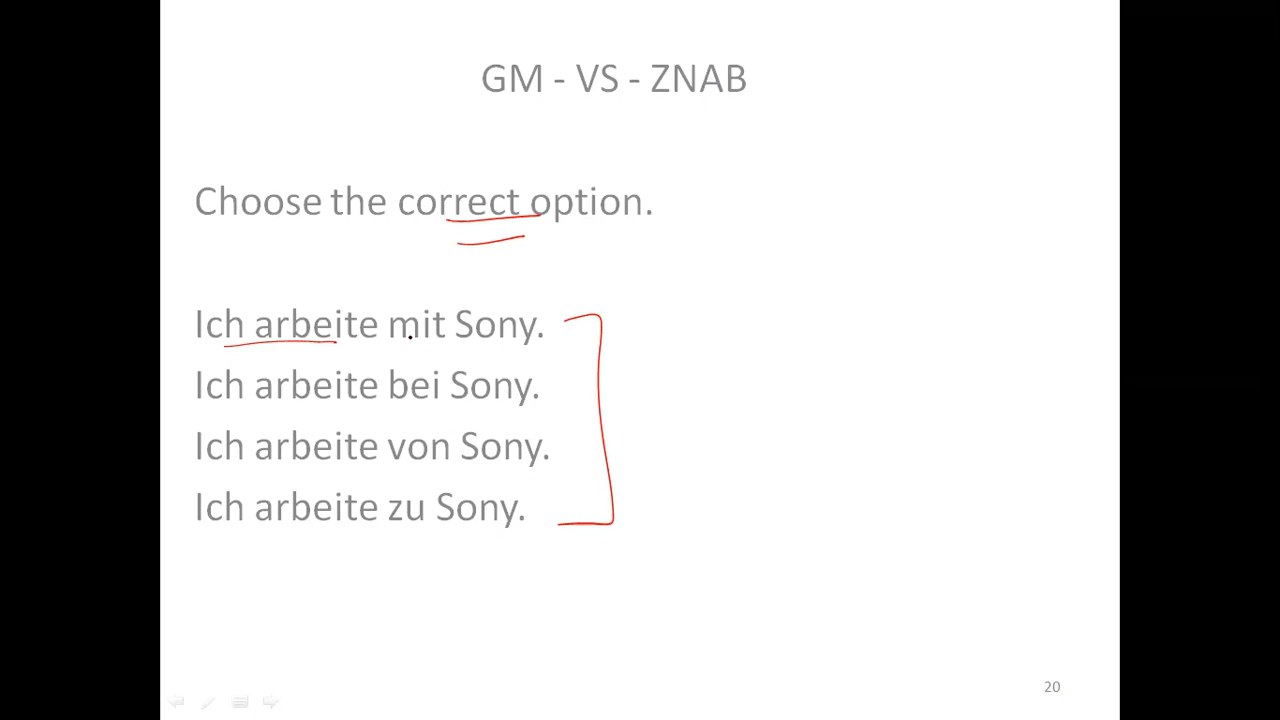 GM - VS - ZNAB
Choose the correct option.
Ich arbeite mit Sony.
Ich arbeite bei Sony.
Ich arbeite von Sony.
Ich arbeite zu Sony.
20